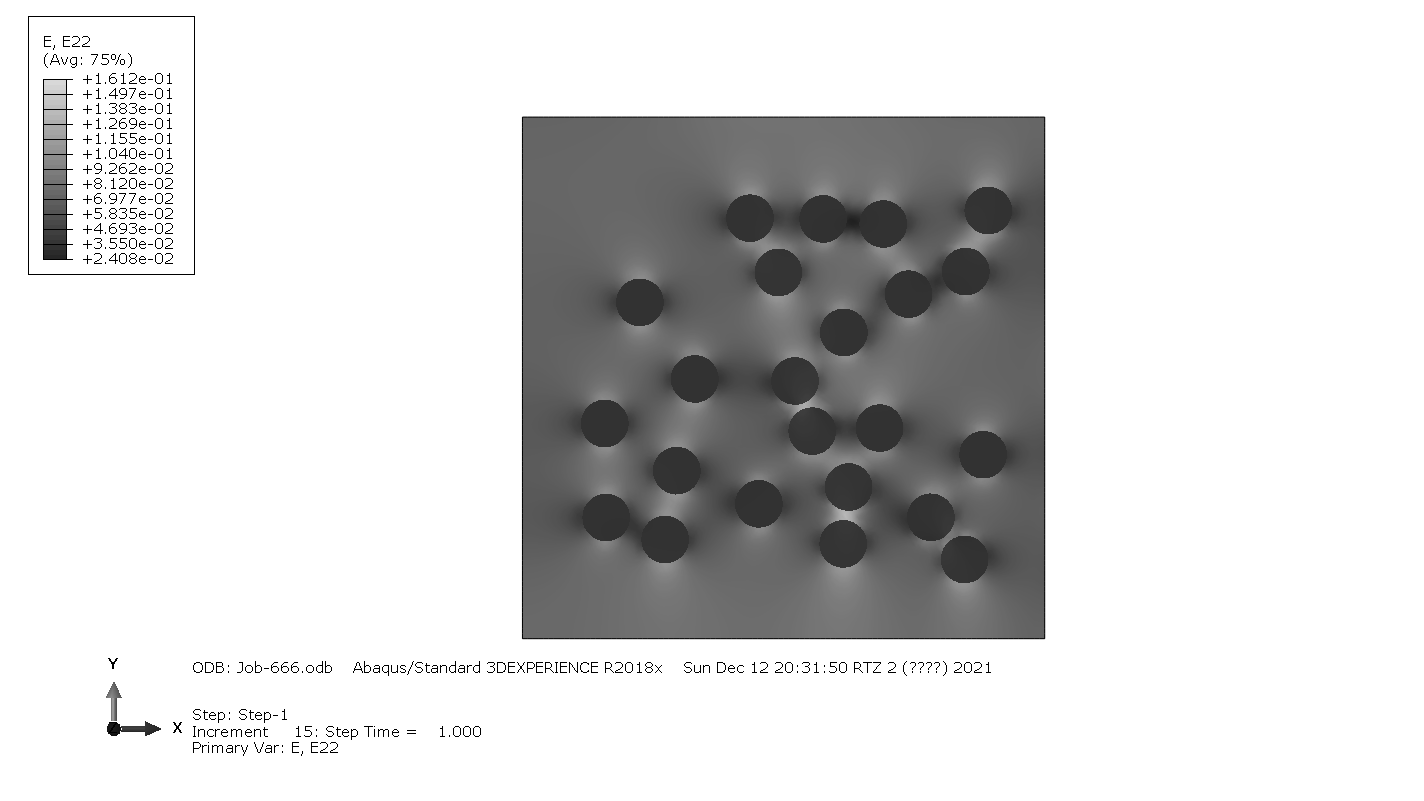 E, E22
(Avg: 75%)
+1.612e-01
+1.497e-01
+1.383e-01
+1.269e-01
+1.155e-01
+1.040e-01
+9.262e-02
+8.120e-02
+6.977e-02
+5.835e-02
+4.693e-02
+3.550e-02
+2.408e-02
Y
X
ODB: Job-666.odb Abaqus/Standard 3DEXPERIENCE R2018x Sun Dec 12 20:31:50 RTZ 2 (????) 2021
Step: Step-1
Increment 15: Step Time = 1.000
Primary Var: E, E22